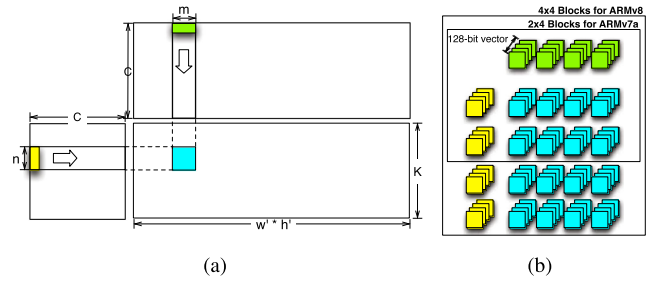 m
4x4 Blocks for ARMv8
2x4 Blocks for ARMv7a
128-bit vector
C
C
n
K
w' * h'
(a)
(b)